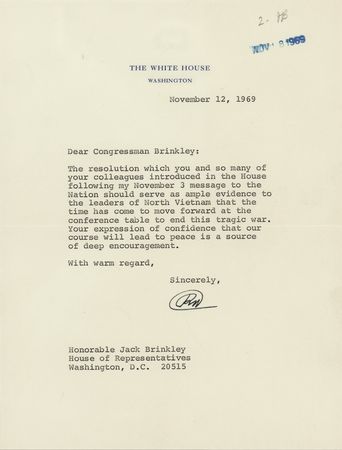 2-
NOV 18 1969
THE WHITE HOUSE
WASHINGTON
November 12, 1969
Dear Congressman Brinkley:
The resolution which you and so many of
your colleagues introduced in the House
following my November 3 message to the
Nation should serve as ample evidence to
the leaders of North Vietnam that the
time has come to move forward at the
conference table to end this tragic war.
Your expression of confidence that our
course will lead to peace is a source
of deep encouragement.
With warm regard,
Sincerely,
RN
Honorable Jack Brinkley
House of Representatives
Washington, D.C. 20515